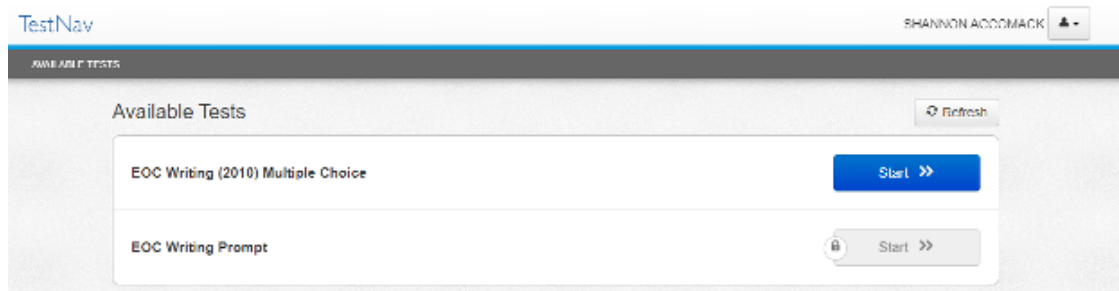 TestNav
SHANNON ACCOMACK
AVAILABLE TESTS
Available Tests
Refresh
EOC Writing (2010) Multiple Choice
Start
EOC Writing Prompt
Start